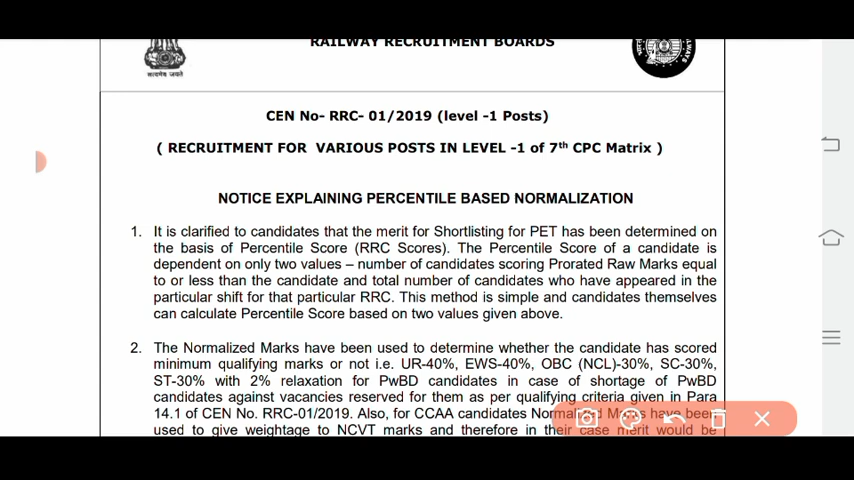 RAILWAY RECRUITMENT BOARDS
सत्यमेव जयते
CEN No- RRC- 01/2019 (level -1 Posts)
( RECRUITMENT FOR VARIOUS POSTS IN LEVEL -1 of 7th CPC Matrix )
NOTICE EXPLAINING PERCENTILE BASED NORMALIZATION
1. It is clarified to candidates that the merit for Shortlisting for PET has been determined on
the basis of Percentile Score (RRC Scores). The Percentile Score of a candidate is
dependent on only two values – number of candidates scoring Prorated Raw Marks equal
to or less than the candidate and total number of candidates who have appeared in the
particular shift for that particular RRC. This method is simple and candidates themselves
can calculate Percentile Score based on two values given above.
2. The Normalized Marks have been used to determine whether the candidate has scored
minimum qualifying marks or not i.e. UR-40%, EWS-40%, OBC (NCL)-30%, SC-30%,
ST-30% with 2% relaxation for PwBD candidates in case of shortage of PwBD
candidates against vacancies reserved for them as per qualifying criteria given in Para
14.1 of CEN No. RRC-01/2019. Also, for CCAA candidates Normalized Marks have been
used to give weightage to NCVT marks and therefore in their case merit would be